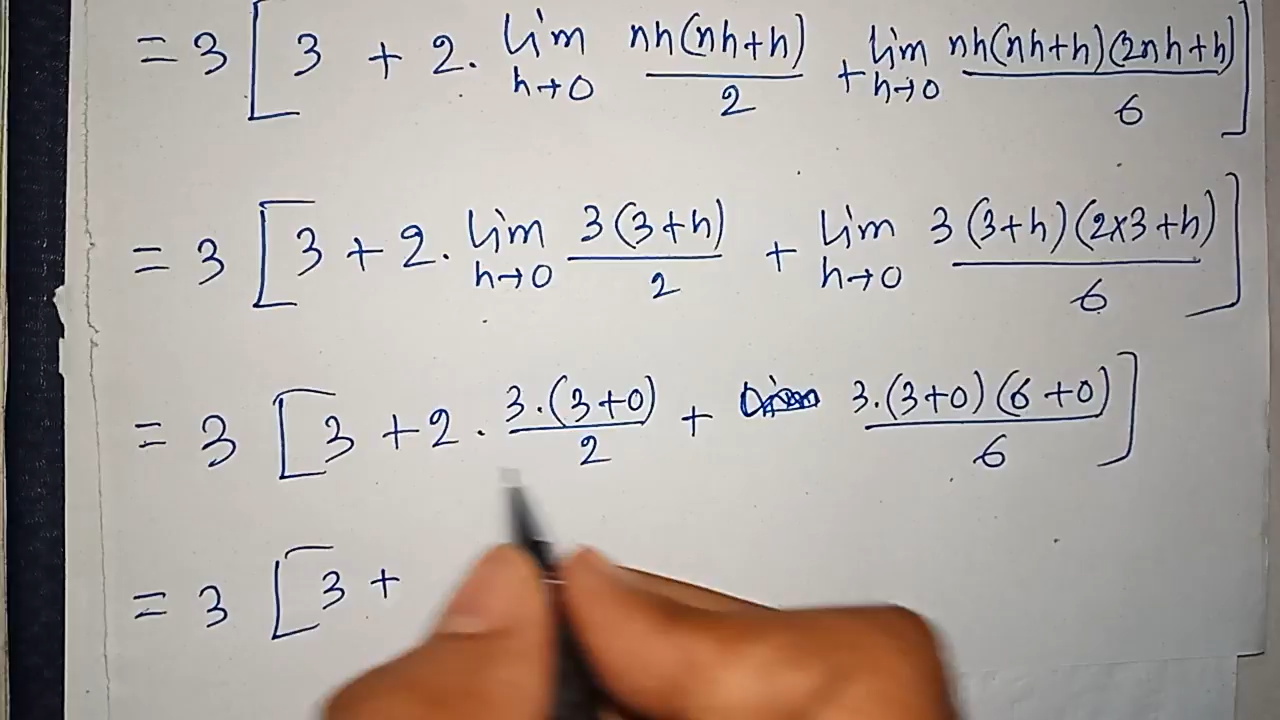 = 3 [ 3 + 2. lim h→0 nh(nh+h)/2 + lim h→0 nh(nh+h)(2nh+h)/6 ]
= 3 [ 3 + 2. lim h→0 3(3+h)/2 + lim h→0 3(3+h)(2×3+h)/6 ]
= 3 [ 3 + 2 . 3.(3+0)/2 + 3.(3+0)(6+0)/6 ]
= 3 [ 3 +